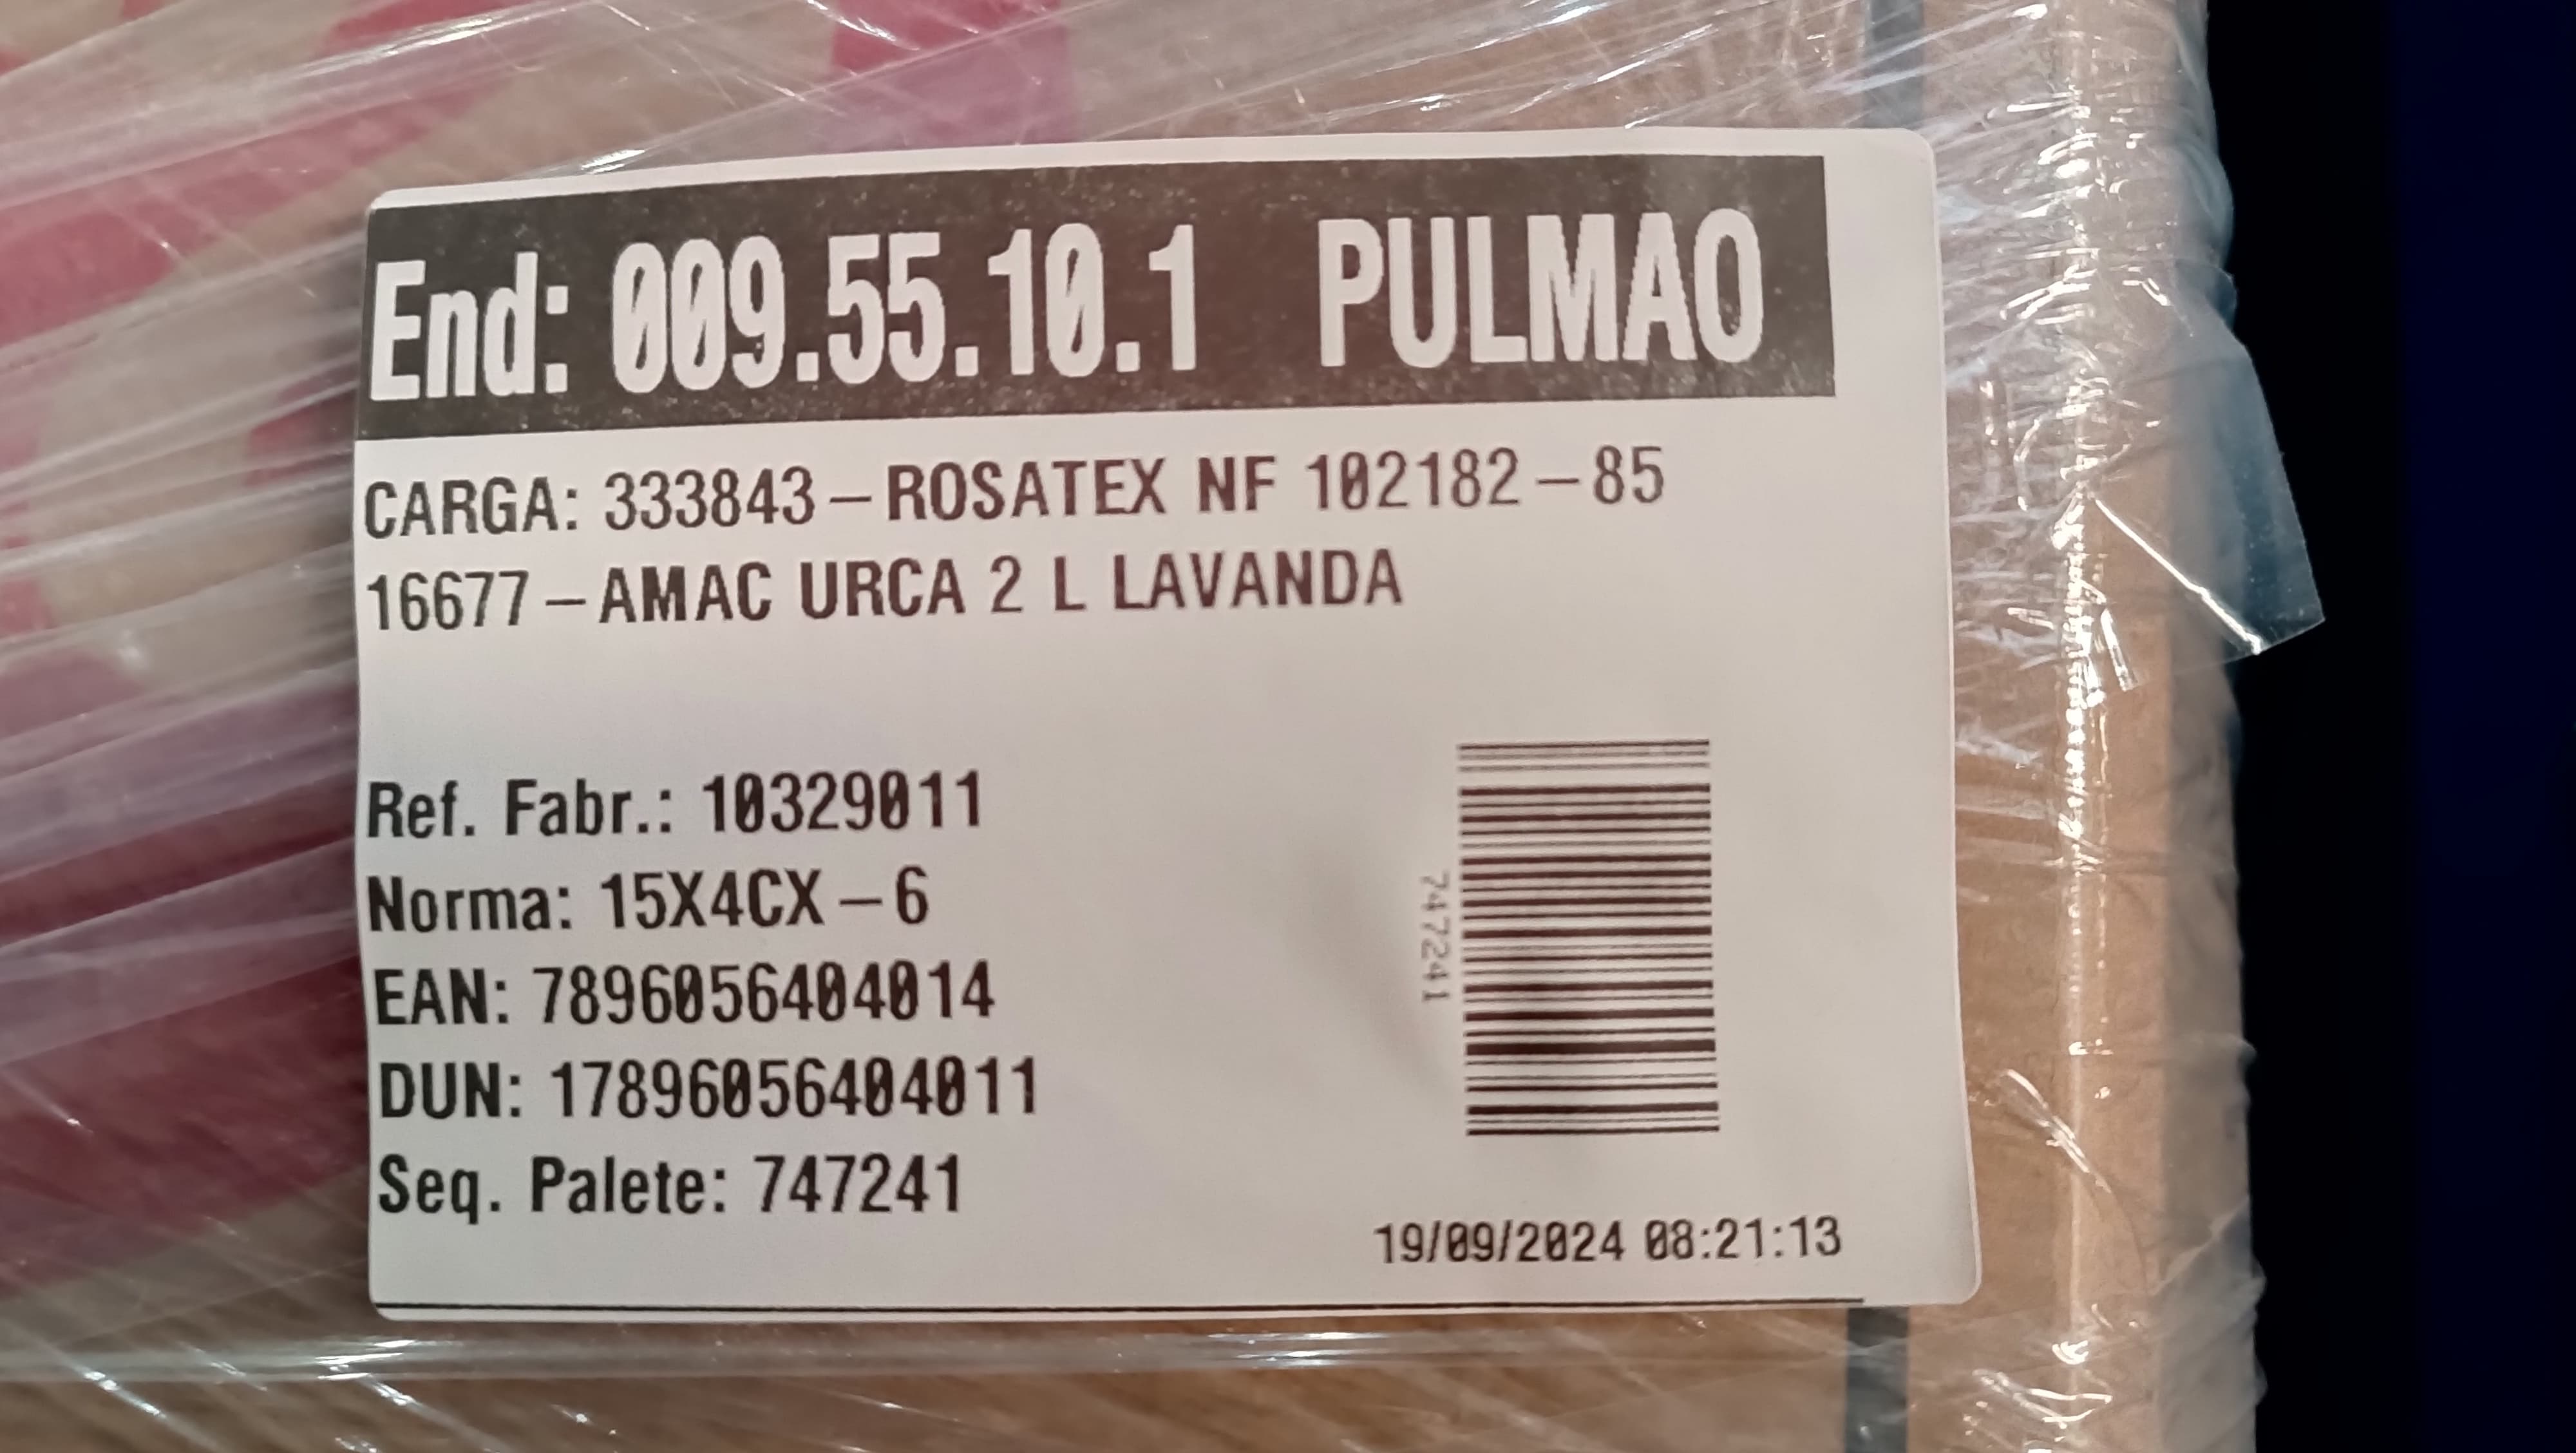 End: 009.55.10.1 PULMAO
CARGA: 333843-ROSATEX NF 102182-85
16677-AMAC URCA 2 L LAVANDA
Ref. Fabr.: 10329011
Norma: 15X4CX-6
EAN: 7896056404014
DUN: 17896056404011
Seq. Palete: 747241
747241
19/09/2024 08:21:13